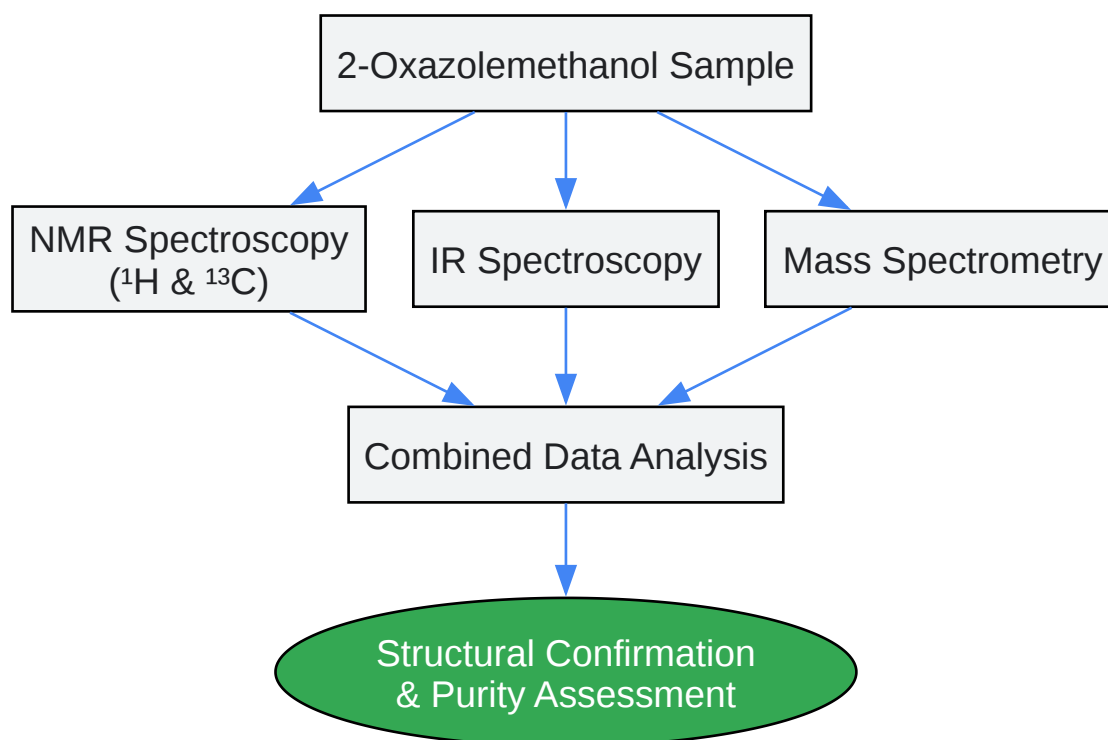 2-Oxazolemethanol Sample
NMR Spectroscopy
(¹H & ¹³C)
IR Spectroscopy
Mass Spectrometry
Combined Data Analysis
Structural Confirmation
& Purity Assessment